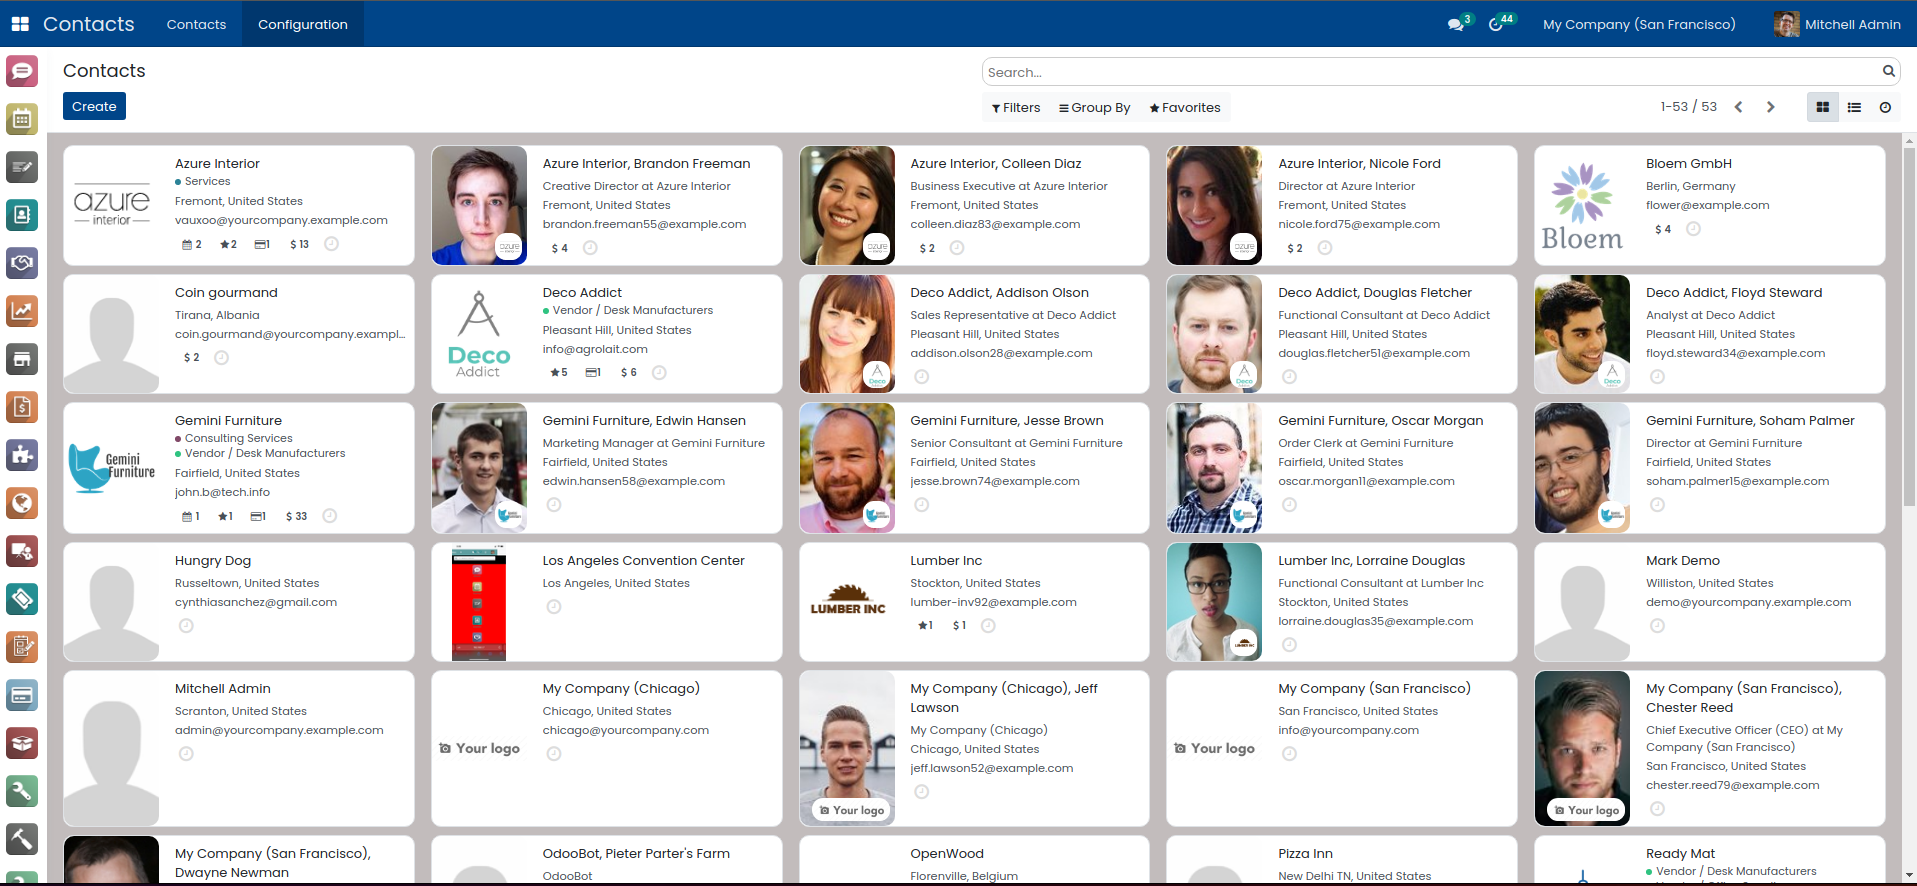 Contacts
Contacts
Configuration
3
44
My Company (San Francisco)
Mitchell Admin
Contacts
Search...
Create
Filters
Group By
Favorites
1-53 / 53
azure
interior
Azure Interior
Services
Fremont, United States
vauxoo@yourcompany.example.com
2
2
1
$ 13
Azure Interior, Brandon Freeman
Creative Director at Azure Interior
Fremont, United States
brandon.freeman55@example.com
$ 4
azure
Azure Interior, Colleen Diaz
Business Executive at Azure Interior
Fremont, United States
colleen.diaz83@example.com
$ 2
azure
Azure Interior, Nicole Ford
Director at Azure Interior
Fremont, United States
nicole.ford75@example.com
$ 2
azure
Bloem
Bloem GmbH
Berlin, Germany
flower@example.com
$ 4
Coin gourmand
Tirana, Albania
coin.gourmand@yourcompany.exampl...
$ 2
Deco
Addict
Deco Addict
Vendor / Desk Manufacturers
Pleasant Hill, United States
info@agrolait.com
5
1
$ 6
Deco Addict, Addison Olson
Sales Representative at Deco Addict
Pleasant Hill, United States
addison.olson28@example.com
Deco
Addict
Deco Addict, Douglas Fletcher
Functional Consultant at Deco Addict
Pleasant Hill, United States
douglas.fletcher51@example.com
Deco
Addict
Deco Addict, Floyd Steward
Analyst at Deco Addict
Pleasant Hill, United States
floyd.steward34@example.com
Deco
Addict
Gemini
Furniture
Gemini Furniture
Consulting Services
Vendor / Desk Manufacturers
Fairfield, United States
john.b@tech.info
1
1
1
$ 33
Gemini Furniture, Edwin Hansen
Marketing Manager at Gemini Furniture
Fairfield, United States
edwin.hansen58@example.com
Gemini Furniture, Jesse Brown
Senior Consultant at Gemini Furniture
Fairfield, United States
jesse.brown74@example.com
Gemini Furniture, Oscar Morgan
Order Clerk at Gemini Furniture
Fairfield, United States
oscar.morgan11@example.com
Gemini Furniture, Soham Palmer
Director at Gemini Furniture
Fairfield, United States
soham.palmer15@example.com
Hungry Dog
Russeltown, United States
cynthiasanchez@gmail.com
Los Angeles Convention Center
Los Angeles, United States
LUMBER INC
Lumber Inc
Stockton, United States
lumber-inv92@example.com
1
$ 1
Lumber Inc, Lorraine Douglas
Functional Consultant at Lumber Inc
Stockton, United States
lorraine.douglas35@example.com
LUMBER INC
Mark Demo
Williston, United States
demo@yourcompany.example.com
Mitchell Admin
Scranton, United States
admin@yourcompany.example.com
Your logo
My Company (Chicago)
Chicago, United States
chicago@yourcompany.com
My Company (Chicago), Jeff
Lawson
My Company (Chicago)
Chicago, United States
jeff.lawson52@example.com
Your logo
Your logo
My Company (San Francisco)
San Francisco, United States
info@yourcompany.com
My Company (San Francisco),
Chester Reed
Chief Executive Officer (CEO) at My
Company (San Francisco)
San Francisco, United States
chester.reed79@example.com
Your logo
My Company (San Francisco),
Dwayne Newman
OdooBot, Pieter Parter's Farm
OdooBot
OpenWood
Florenville, Belgium
Pizza Inn
New Delhi TN, United States
Ready Mat
Vendor / Desk Manufacturers